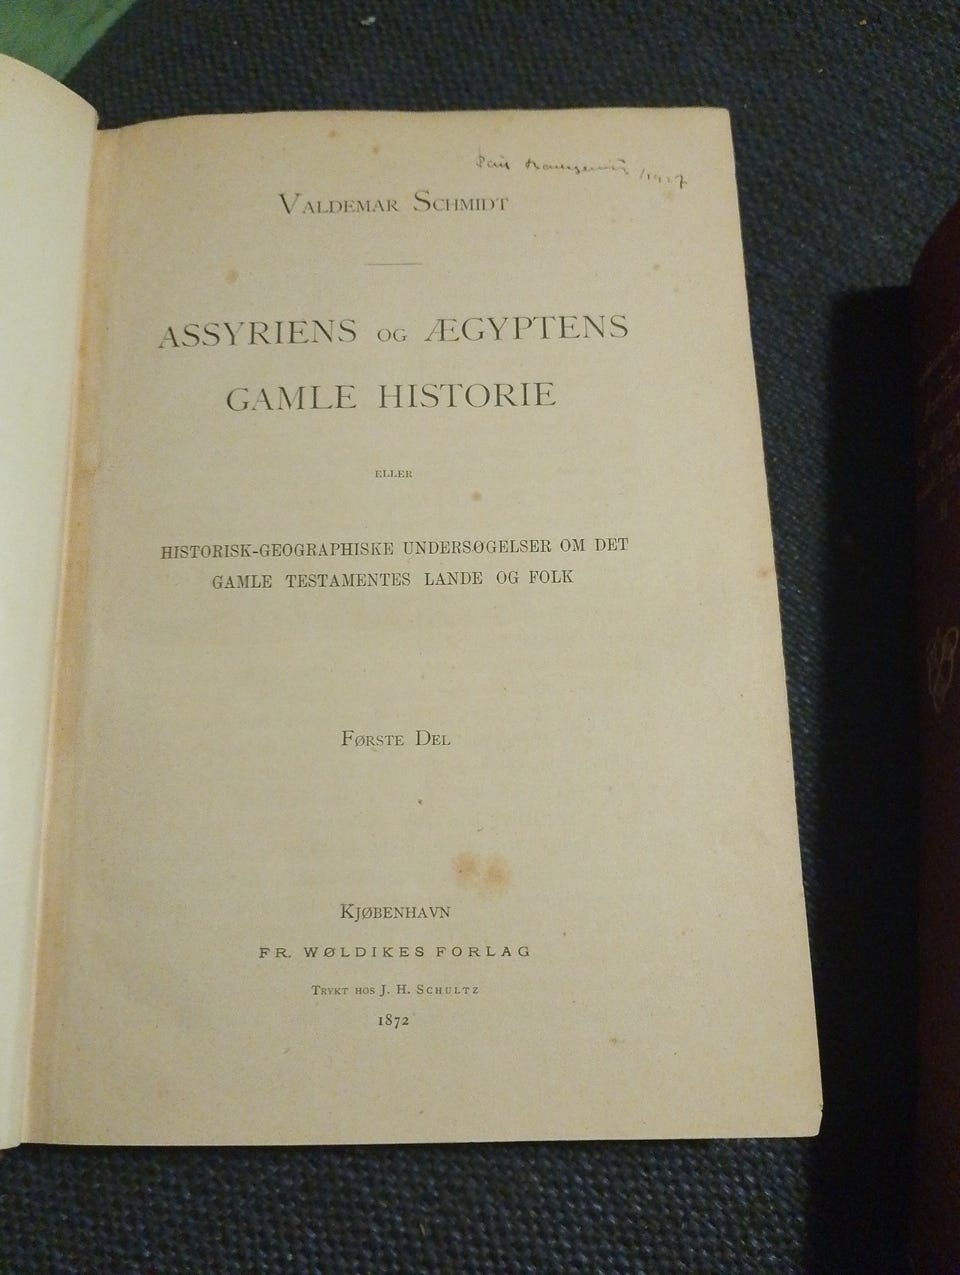 /1917
VALDEMAR SCHMIDT
ASSYRIENS OG ÆGYPTENS
GAMLE HISTORIE
ELLER
HISTORISK-GEOGRAPHISKE UNDERSØGELSER OM DET
GAMLE TESTAMENTES LANDE OG FOLK
FØRSTE DEL
KJØBENHAVN
FR. WØLDIKES FORLAG
TRYKT HOS J. H. SCHULTZ
1872